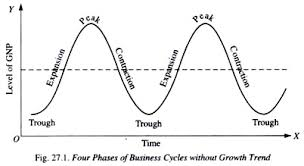 Y
Peak
Peak
Level of GNP
Expansion
Contraction
Expansion
Contraction
Trough
Trough
Trough
O
Time
X
Fig. 27.1. Four Phases of Business Cycles without Growth Trend